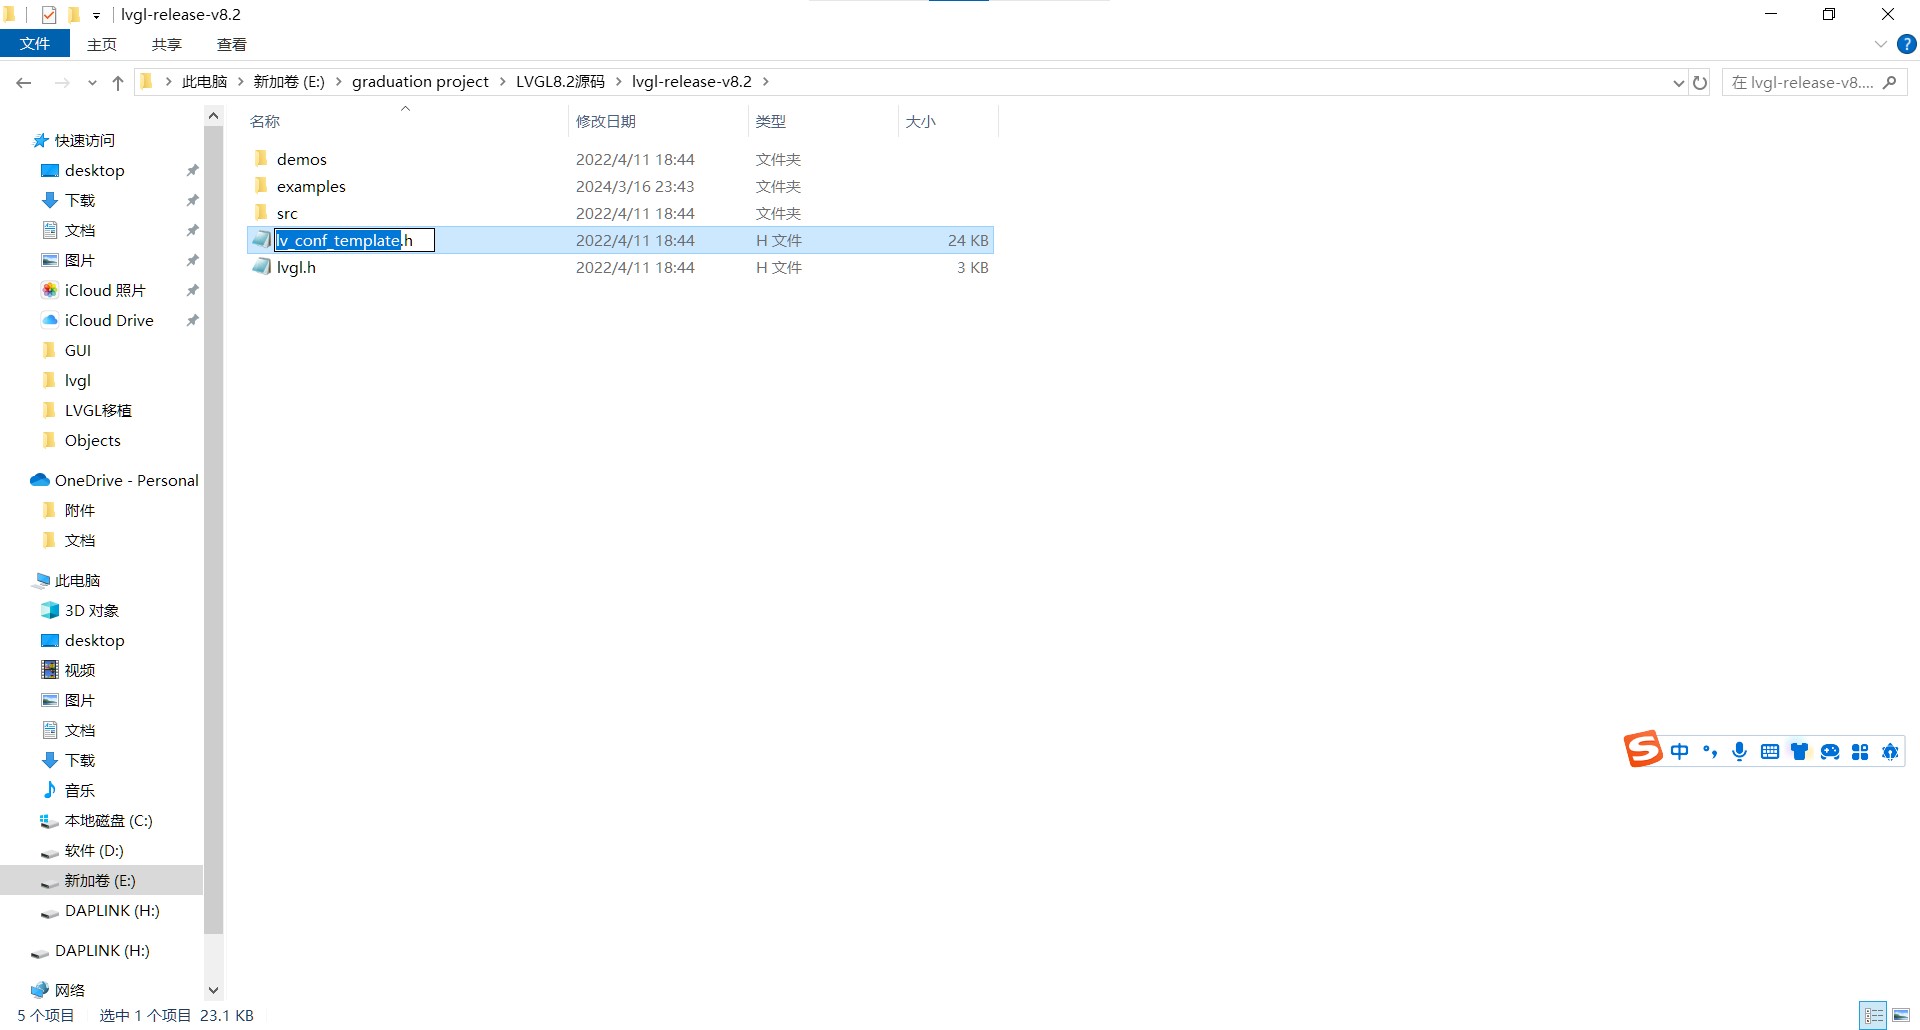 lvgl-release-v8.2
文件 主页 共享 查看
此电脑 新加卷 (E:) graduation project LVGL8.2源码 lvgl-release-v8.2 在 lvgl-release-v8....
名称 修改日期 类型 大小
demos 2022/4/11 18:44 文件夹
examples 2024/3/16 23:43 文件夹
src 2022/4/11 18:44 文件夹
lv_conf_template.h 2022/4/11 18:44 H 文件 24 KB
lvgl.h 2022/4/11 18:44 H 文件 3 KB
快速访问
desktop
下载
文档
图片
iCloud 照片
iCloud Drive
GUI
lvgl
LVGL移植
Objects
OneDrive - Personal
附件
文档
此电脑
3D 对象
desktop
视频
图片
文档
下载
音乐
本地磁盘 (C:)
软件 (D:)
新加卷 (E:)
DAPLINK (H:)
DAPLINK (H:)
网络
中
5 个项目 选中 1 个项目 23.1 KB